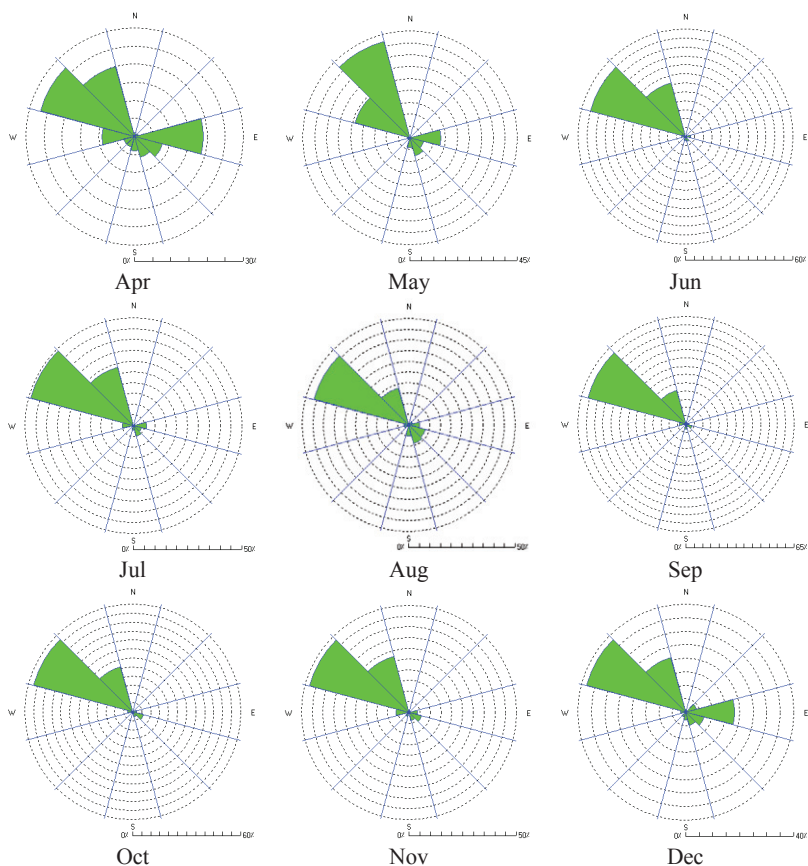 N N N
W E W E W E
S S S
0% 30% 0% 45% 0% 60%
Apr May Jun
N N N
W E W E W E
S S S
0% 50% 0% 50% 0% 65%
Jul Aug Sep
N N N
W E W E W E
S S S
0% 60% 0% 50% 0% 40%
Oct Nov Dec